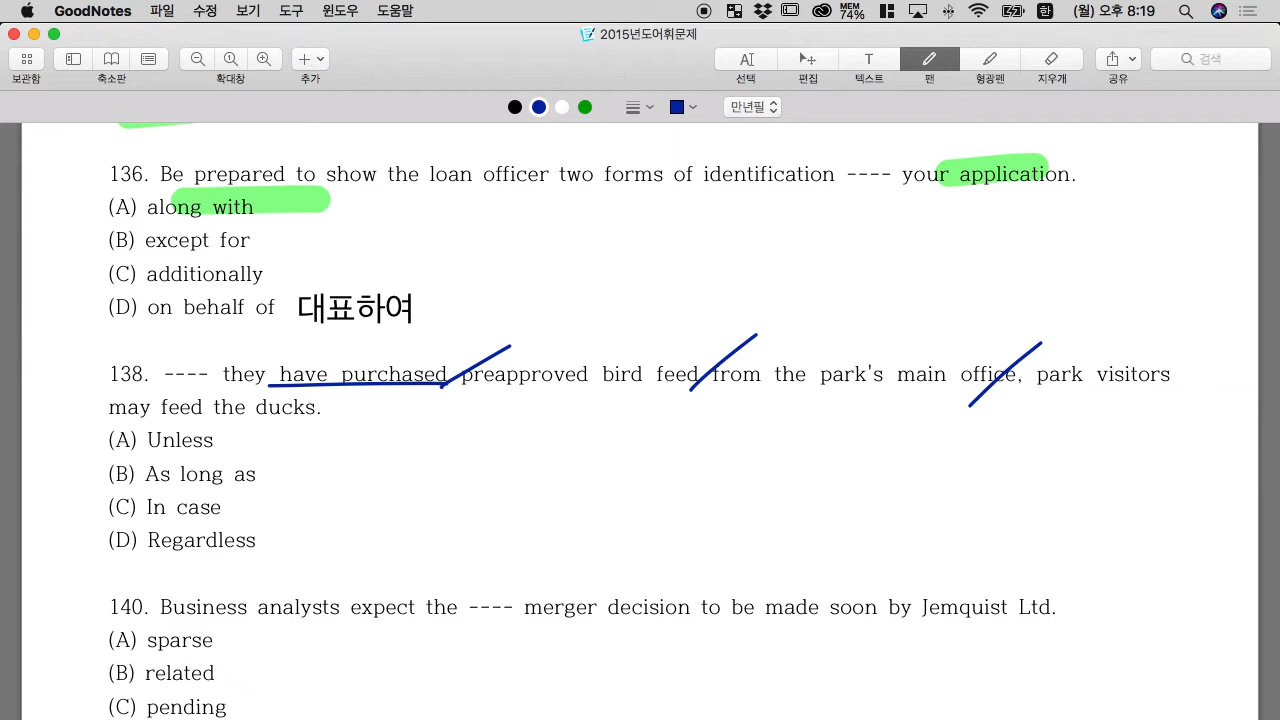 GoodNotes 파일 수정 보기 도구 윈도우 도움말 MEM 74% 한 (월) 오후 8:19
2015년도어휘문제
보관함 축소판 확대창 추가 선택 편집 T 텍스트 펜 형광펜 지우개 공유 검색
만년필
136. Be prepared to show the loan officer two forms of identification ---- your application.
(A) along with
(B) except for
(C) additionally
(D) on behalf of 대표하여
138. ---- they have purchased preapproved bird feed from the park's main office, park visitors
may feed the ducks.
(A) Unless
(B) As long as
(C) In case
(D) Regardless
140. Business analysts expect the ---- merger decision to be made soon by Jemquist Ltd.
(A) sparse
(B) related
(C) pending